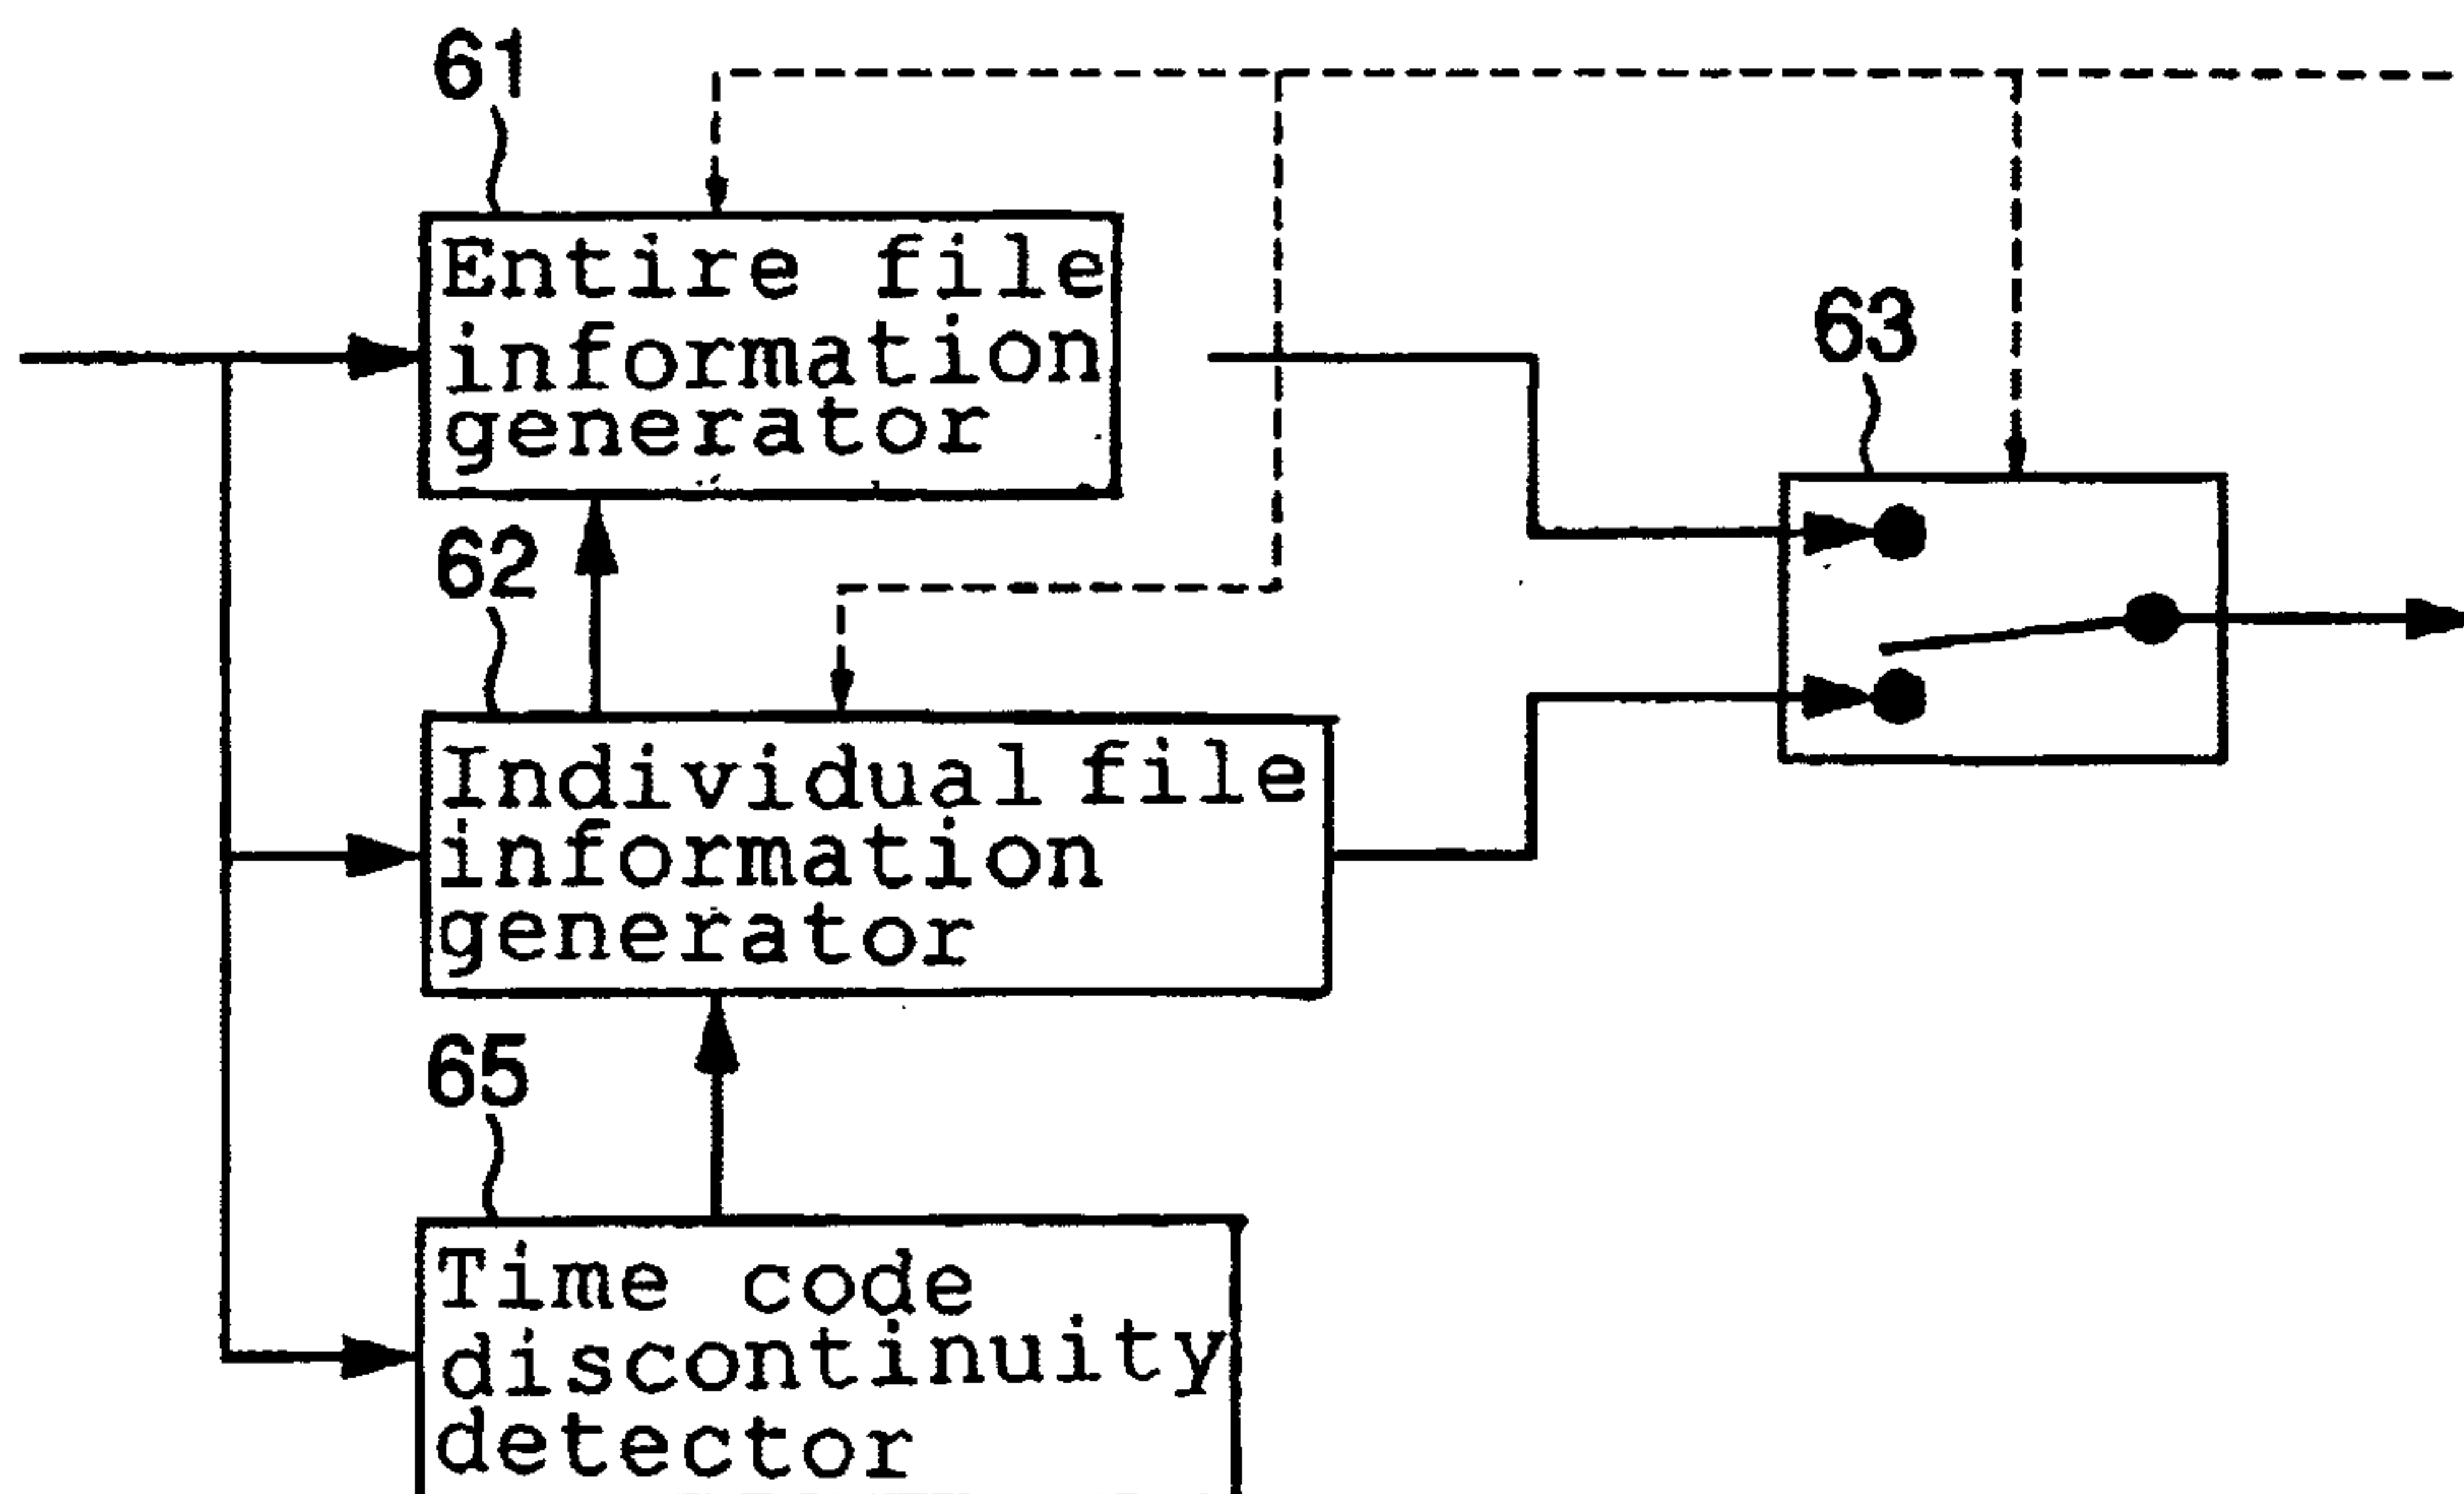 61
Entire file
information
generator
63
62
Individual file
information
generator
65
Time code
discontinuity
detector